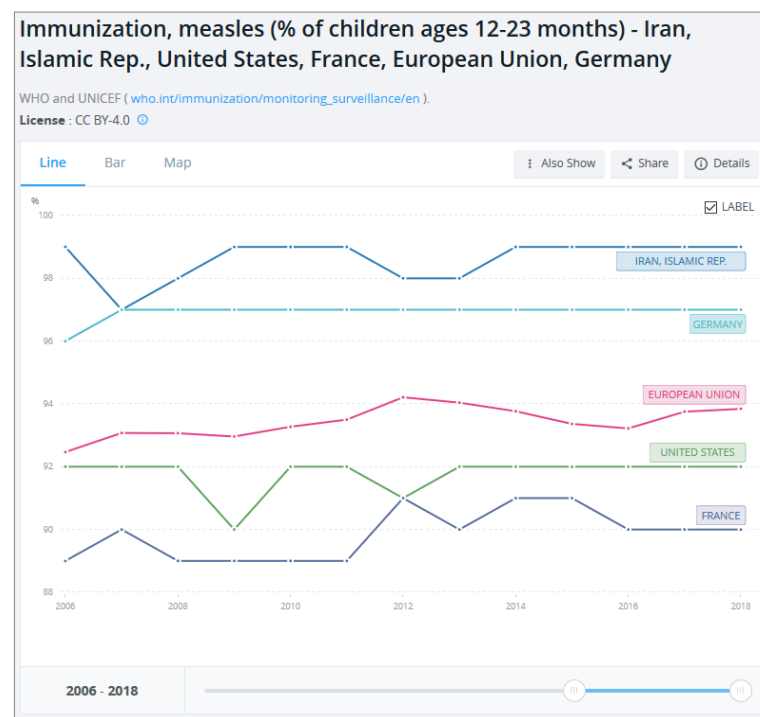 Immunization, measles (% of children ages 12-23 months) - Iran,
Islamic Rep., United States, France, European Union, Germany
WHO and UNICEF ( who.int/immunization/monitoring_surveillance/en ).
License : CC BY-4.0
Line Bar Map Also Show Share Details
%
LABEL
100
IRAN, ISLAMIC REP.
98
GERMANY
96
EUROPEAN UNION
94
UNITED STATES
92
FRANCE
90
88
2006 2008 2010 2012 2014 2016 2018
2006 - 2018